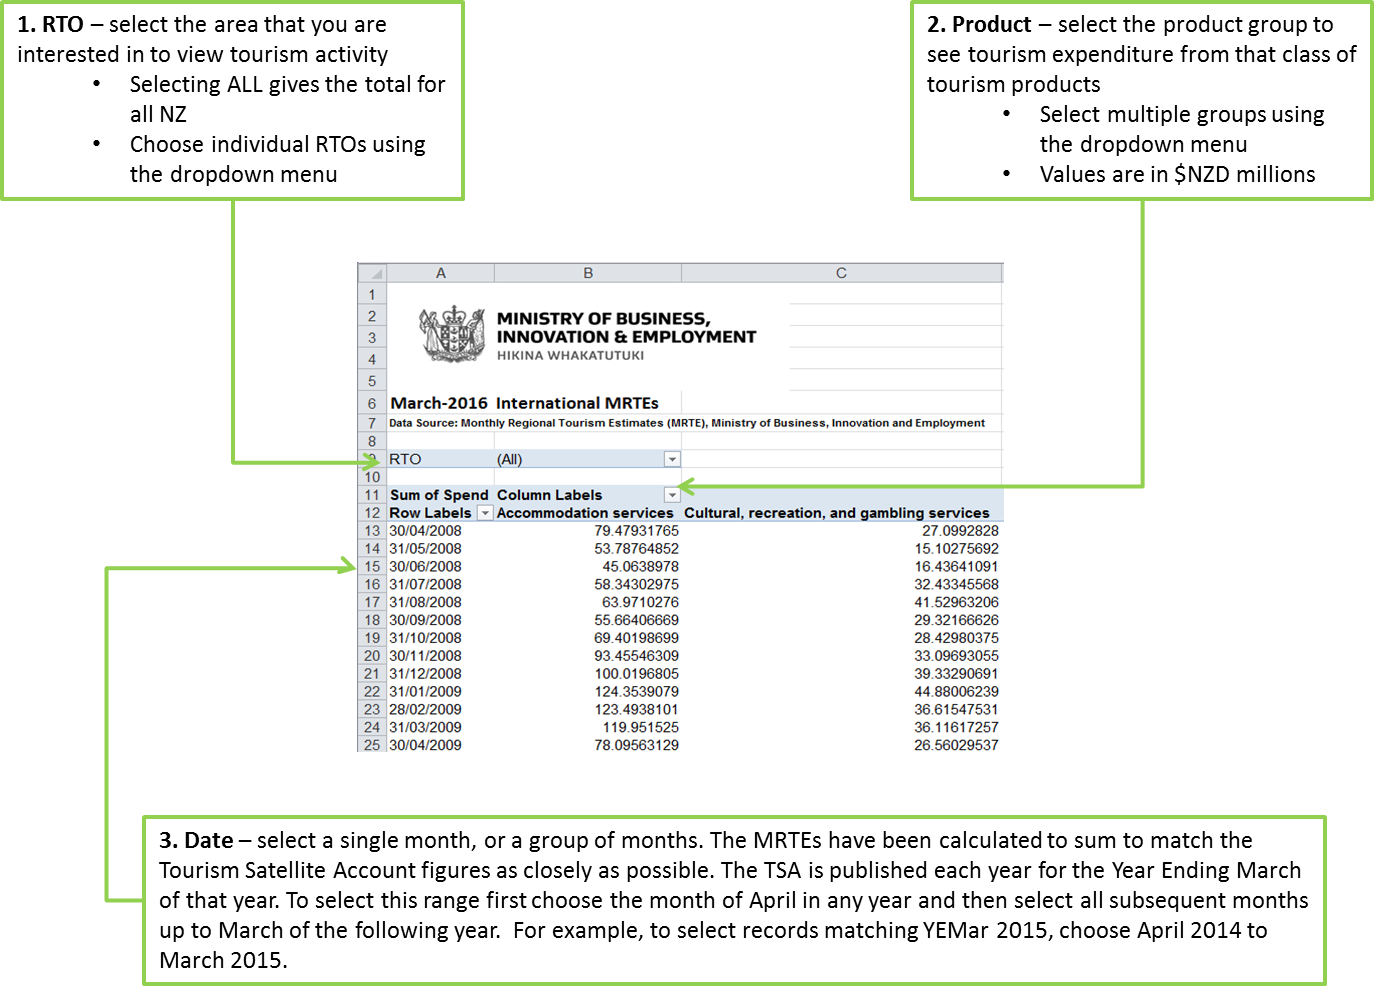 1. RTO – select the area that you are
interested in to view tourism activity
• Selecting ALL gives the total for
all NZ
• Choose individual RTOs using
the dropdown menu
2. Product – select the product group to
see tourism expenditure from that class of
tourism products
• Select multiple groups using
the dropdown menu
• Values are in $NZD millions
A B C
1
2 MINISTRY OF BUSINESS,
3 INNOVATION & EMPLOYMENT
4 HIKINA WHAKATUTUKI
5
6 March-2016 International MRTEs
7 Data Source: Monthly Regional Tourism Estimates (MRTE), Ministry of Business, Innovation and Employment
8
9 RTO (All)
10
11 Sum of Spend Column Labels
12 Row Labels Accommodation services Cultural, recreation, and gambling services
13 30/04/2008 79.47931765 27.0992828
14 31/05/2008 53.78764852 15.10275692
15 30/06/2008 45.0638978 16.43641091
16 31/07/2008 58.34302975 32.43345568
17 31/08/2008 63.9710276 41.52963206
18 30/09/2008 55.66406669 29.32166626
19 31/10/2008 69.40198699 28.42980375
20 30/11/2008 93.45546309 33.09693055
21 31/12/2008 100.0196805 39.33290691
22 31/01/2009 124.3539079 44.88006239
23 28/02/2009 123.4938101 36.61547531
24 31/03/2009 119.951525 36.11617257
25 30/04/2009 78.09563129 26.56029537
3. Date – select a single month, or a group of months. The MRTEs have been calculated to sum to match the
Tourism Satellite Account figures as closely as possible. The TSA is published each year for the Year Ending March
of that year. To select this range first choose the month of April in any year and then select all subsequent months
up to March of the following year. For example, to select records matching YEMar 2015, choose April 2014 to
March 2015.